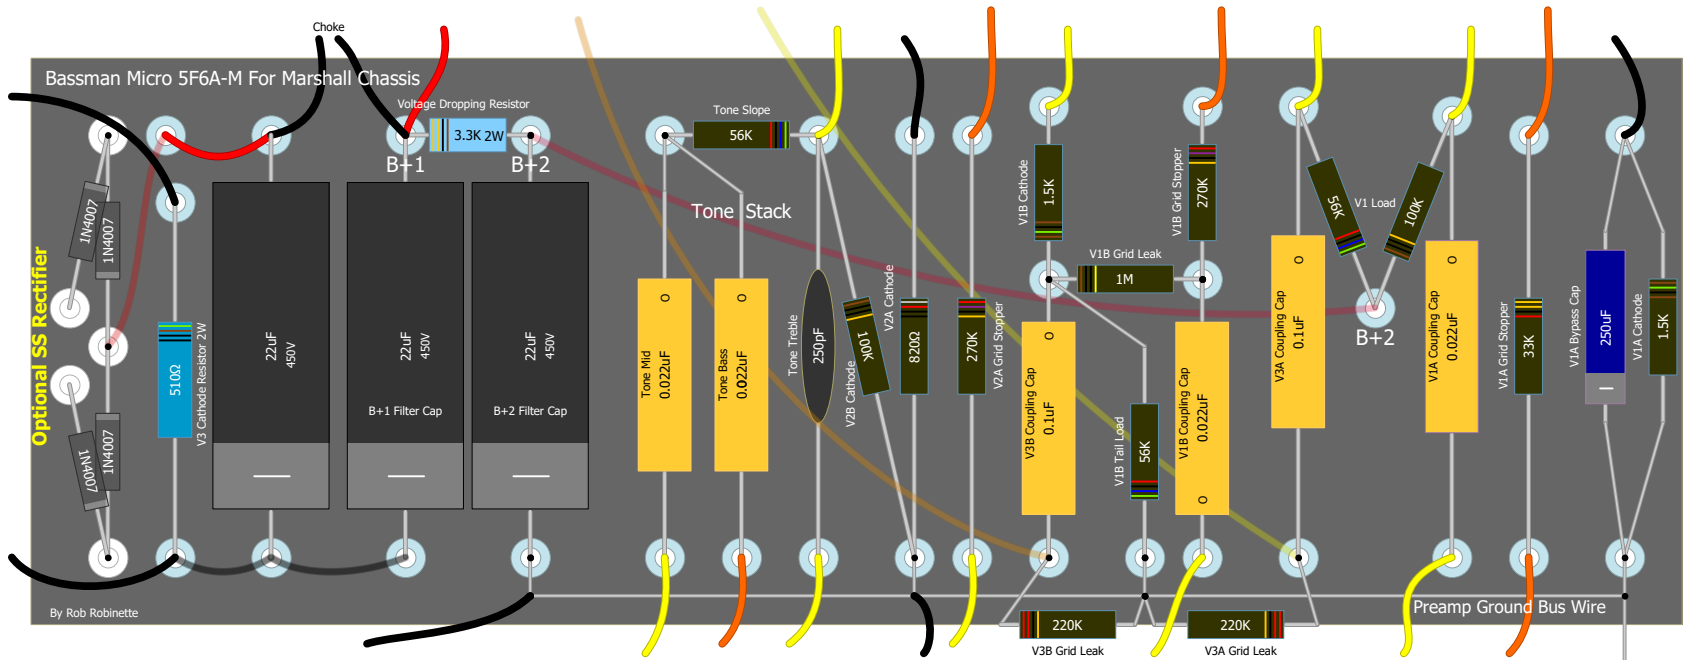 Choke
Bassman Micro 5F6A-M For Marshall Chassis
Voltage Dropping Resistor
3.3K 2W
B+1
B+2
Tone Slope
56K
Tone Stack
Optional SS Rectifier
1N4007
1N4007
1N4007
1N4007
510Ω
V3 Cathode Resistor 2W
22uF
450V
22uF
450V
B+1 Filter Cap
22uF
450V
B+2 Filter Cap
Tone Mid
0.022uF
Tone Bass
0.022uF
Tone Treble
250pF
V2B Cathode
100K
V2A Cathode
820Ω
270K
V2A Grid Stopper
V1B Cathode
1.5K
V1B Grid Leak
1M
V1B Grid Stopper
270K
V3B Coupling Cap
0.1uF
V1B Tail Load
56K
V1B Coupling Cap
0.022uF
V3A Coupling Cap
0.1uF
56K
V1 Load
100K
B+2
V1A Coupling Cap
0.022uF
V1A Grid Stopper
33K
V1A Bypass Cap
250uF
V1A Cathode
1.5K
By Rob Robinette
220K
V3B Grid Leak
220K
V3A Grid Leak
Preamp Ground Bus Wire